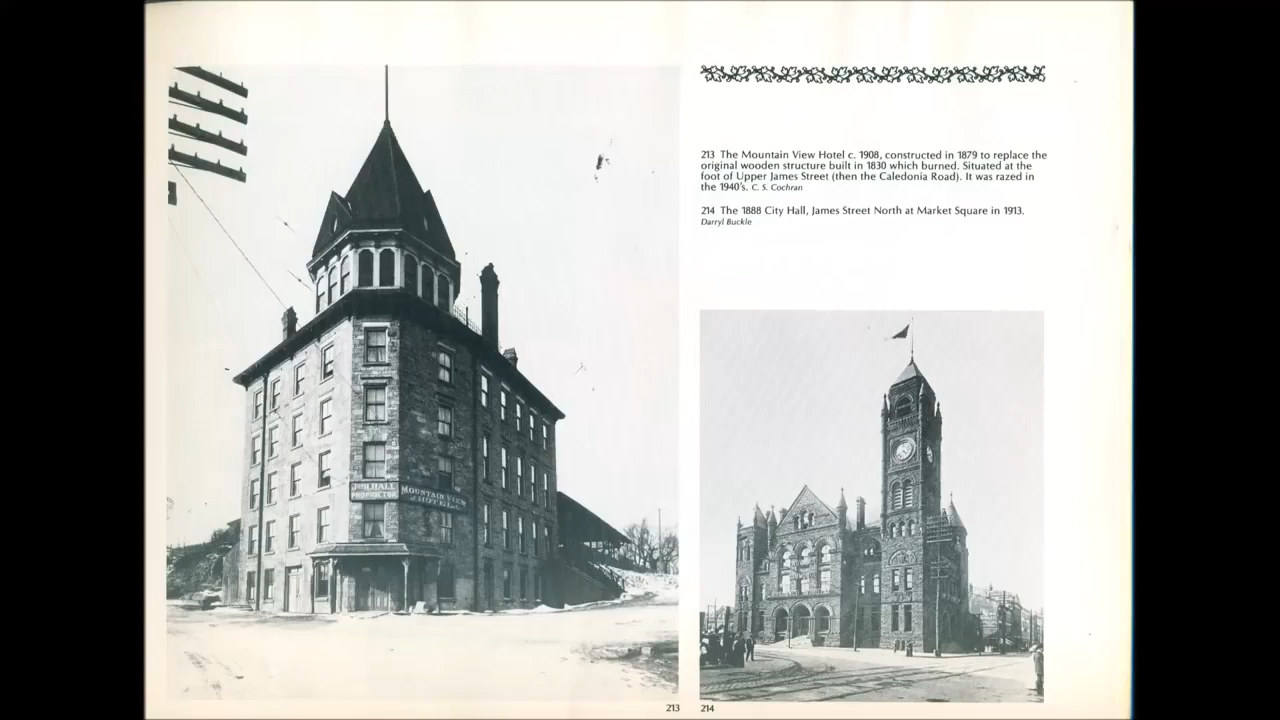 213 The Mountain View Hotel c. 1908, constructed in 1879 to replace the
original wooden structure built in 1830 which burned. Situated at the
foot of Upper James Street (then the Caledonia Road). It was razed in
the 1940's. C. S. Cochran
214 The 1888 City Hall, James Street North at Market Square in 1913.
Darryl Buckle
HALL
PROPRIETOR
MOUNTAIN VIEW
HOTEL
213
214